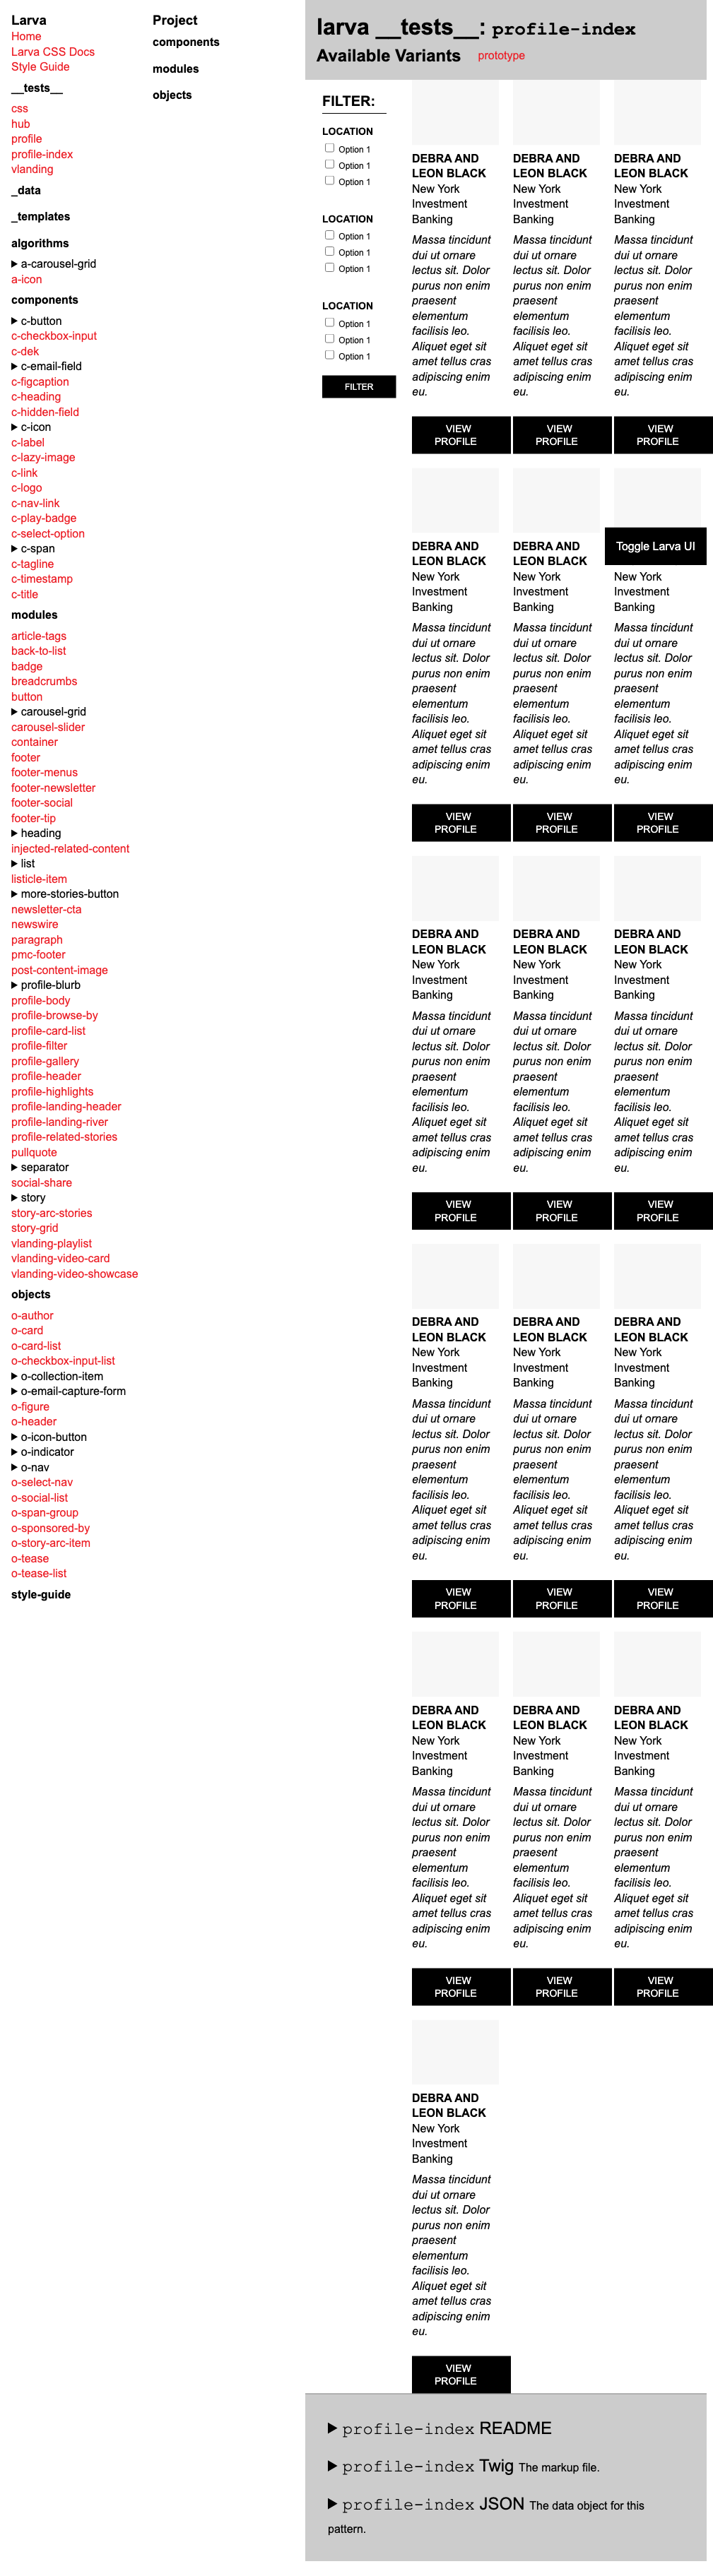 Larva
Home
Larva CSS Docs
Style Guide
__tests__
css
hub
profile
profile-index
vlanding
_data
_templates
algorithms
a-carousel-grid
a-icon
components
c-button
c-checkbox-input
c-dek
c-email-field
c-figcaption
c-heading
c-hidden-field
c-icon
c-label
c-lazy-image
c-link
c-logo
c-nav-link
c-play-badge
c-select-option
c-span
c-tagline
c-timestamp
c-title
modules
article-tags
back-to-list
badge
breadcrumbs
button
carousel-grid
carousel-slider
container
footer
footer-menus
footer-newsletter
footer-social
footer-tip
heading
injected-related-content
list
listicle-item
more-stories-button
newsletter-cta
newswire
paragraph
pmc-footer
post-content-image
profile-blurb
profile-body
profile-browse-by
profile-card-list
profile-filter
profile-gallery
profile-header
profile-highlights
profile-landing-header
profile-landing-river
profile-related-stories
pullquote
separator
social-share
story
story-arc-stories
story-grid
vlanding-playlist
vlanding-video-card
vlanding-video-showcase
objects
o-author
o-card
o-card-list
o-checkbox-input-list
o-collection-item
o-email-capture-form
o-figure
o-header
o-icon-button
o-indicator
o-nav
o-select-nav
o-social-list
o-span-group
o-sponsored-by
o-story-arc-item
o-tease
o-tease-list
style-guide
Project
components
modules
objects
larva __tests__: profile-index
Available Variants prototype
FILTER:
LOCATION
Option 1
Option 1
Option 1
LOCATION
Option 1
Option 1
Option 1
LOCATION
Option 1
Option 1
Option 1
FILTER
DEBRA AND DEBRA AND DEBRA AND
LEON BLACK LEON BLACK LEON BLACK
New York New York New York
Investment Investment Investment
Banking Banking Banking
Massa tincidunt Massa tincidunt Massa tincidunt
dui ut ornare dui ut ornare dui ut ornare
lectus sit. Dolor lectus sit. Dolor lectus sit. Dolor
purus non enim purus non enim purus non enim
praesent praesent praesent
elementum elementum elementum
facilisis leo. facilisis leo. facilisis leo.
Aliquet eget sit Aliquet eget sit Aliquet eget sit
amet tellus cras amet tellus cras amet tellus cras
adipiscing enim adipiscing enim adipiscing enim
eu. eu. eu.
VIEW VIEW VIEW
PROFILE PROFILE PROFILE
DEBRA AND DEBRA AND Toggle Larva UI
LEON BLACK LEON BLACK
New York New York New York
Investment Investment Investment
Banking Banking Banking
Massa tincidunt Massa tincidunt Massa tincidunt
dui ut ornare dui ut ornare dui ut ornare
lectus sit. Dolor lectus sit. Dolor lectus sit. Dolor
purus non enim purus non enim purus non enim
praesent praesent praesent
elementum elementum elementum
facilisis leo. facilisis leo. facilisis leo.
Aliquet eget sit Aliquet eget sit Aliquet eget sit
amet tellus cras amet tellus cras amet tellus cras
adipiscing enim adipiscing enim adipiscing enim
eu. eu. eu.
VIEW VIEW VIEW
PROFILE PROFILE PROFILE
DEBRA AND DEBRA AND DEBRA AND
LEON BLACK LEON BLACK LEON BLACK
New York New York New York
Investment Investment Investment
Banking Banking Banking
Massa tincidunt Massa tincidunt Massa tincidunt
dui ut ornare dui ut ornare dui ut ornare
lectus sit. Dolor lectus sit. Dolor lectus sit. Dolor
purus non enim purus non enim purus non enim
praesent praesent praesent
elementum elementum elementum
facilisis leo. facilisis leo. facilisis leo.
Aliquet eget sit Aliquet eget sit Aliquet eget sit
amet tellus cras amet tellus cras amet tellus cras
adipiscing enim adipiscing enim adipiscing enim
eu. eu. eu.
VIEW VIEW VIEW
PROFILE PROFILE PROFILE
DEBRA AND DEBRA AND DEBRA AND
LEON BLACK LEON BLACK LEON BLACK
New York New York New York
Investment Investment Investment
Banking Banking Banking
Massa tincidunt Massa tincidunt Massa tincidunt
dui ut ornare dui ut ornare dui ut ornare
lectus sit. Dolor lectus sit. Dolor lectus sit. Dolor
purus non enim purus non enim purus non enim
praesent praesent praesent
elementum elementum elementum
facilisis leo. facilisis leo. facilisis leo.
Aliquet eget sit Aliquet eget sit Aliquet eget sit
amet tellus cras amet tellus cras amet tellus cras
adipiscing enim adipiscing enim adipiscing enim
eu. eu. eu.
VIEW VIEW VIEW
PROFILE PROFILE PROFILE
DEBRA AND DEBRA AND DEBRA AND
LEON BLACK LEON BLACK LEON BLACK
New York New York New York
Investment Investment Investment
Banking Banking Banking
Massa tincidunt Massa tincidunt Massa tincidunt
dui ut ornare dui ut ornare dui ut ornare
lectus sit. Dolor lectus sit. Dolor lectus sit. Dolor
purus non enim purus non enim purus non enim
praesent praesent praesent
elementum elementum elementum
facilisis leo. facilisis leo. facilisis leo.
Aliquet eget sit Aliquet eget sit Aliquet eget sit
amet tellus cras amet tellus cras amet tellus cras
adipiscing enim adipiscing enim adipiscing enim
eu. eu. eu.
VIEW VIEW VIEW
PROFILE PROFILE PROFILE
DEBRA AND
LEON BLACK
New York
Investment
Banking
Massa tincidunt
dui ut ornare
lectus sit. Dolor
purus non enim
praesent
elementum
facilisis leo.
Aliquet eget sit
amet tellus cras
adipiscing enim
eu.
VIEW
PROFILE
profile-index README
profile-index Twig The markup file.
profile-index JSON The data object for this
pattern.